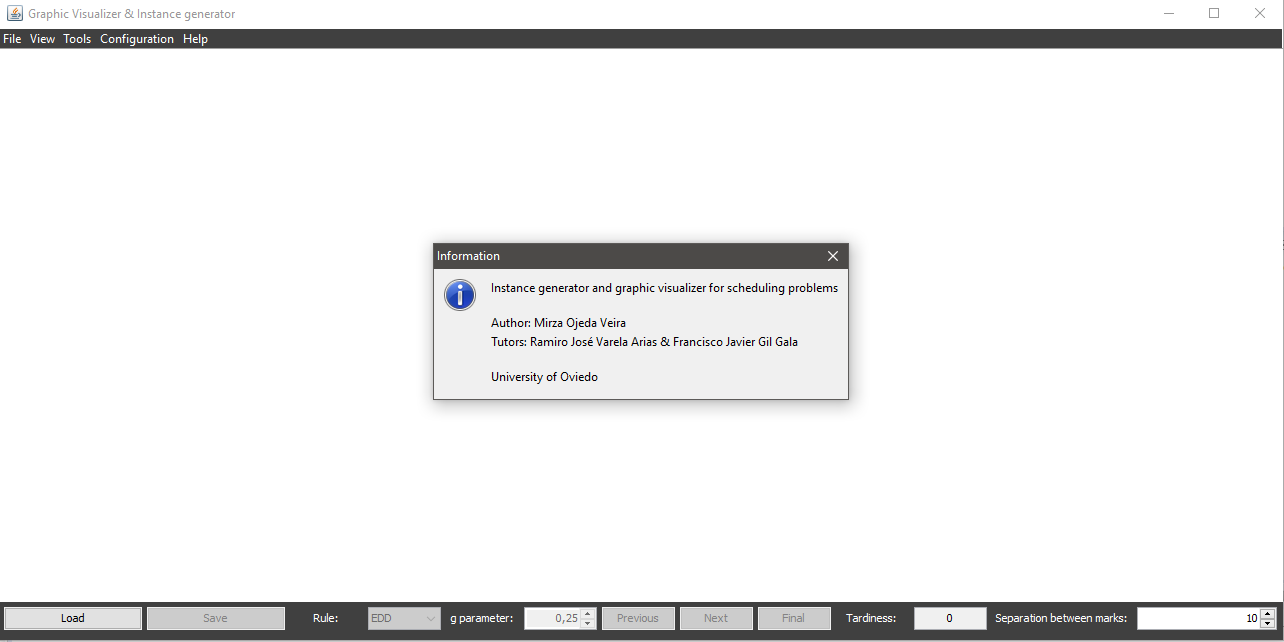 Graphic Visualizer & Instance generator
File View Tools Configuration Help
Information
Instance generator and graphic visualizer for scheduling problems
Author: Mirza Ojeda Veira
Tutors: Ramiro José Varela Arias & Francisco Javier Gil Gala
University of Oviedo
Load Save Rule: EDD g parameter: 0,25 Previous Next Final Tardiness: 0 Separation between marks: 10